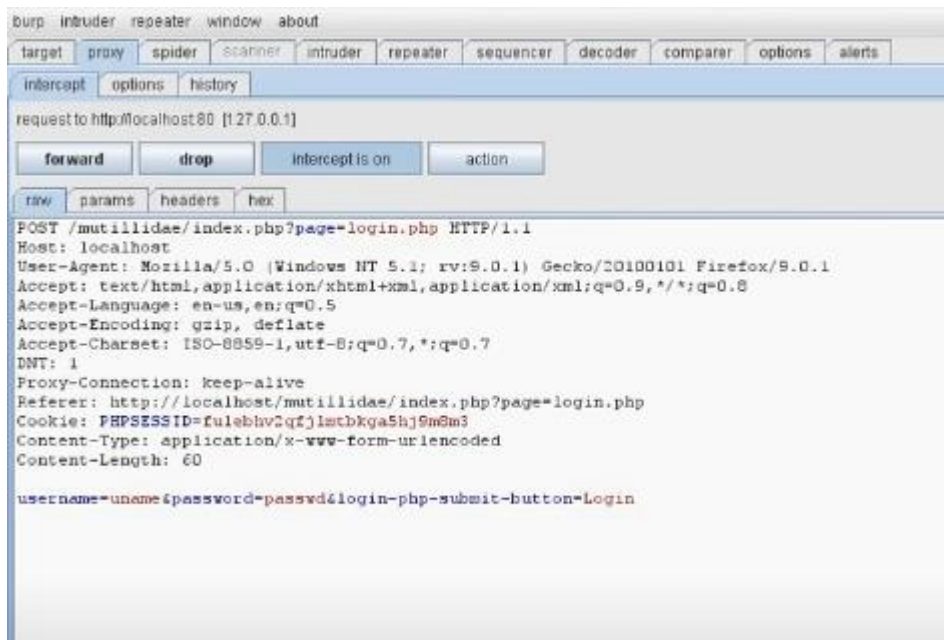 burp intruder repeater window about
target proxy spider scanner intruder repeater sequencer decoder comparer options alerts
intercept options history
request to http://localhost:80 [127.0.0.1]
forward drop intercept is on action
raw params headers hex
POST /mutillidae/index.php?page=login.php HTTP/1.1
Host: localhost
User-Agent: Mozilla/5.0 (Windows NT 5.1; rv:9.0.1) Gecko/20100101 Firefox/9.0.1
Accept: text/html,application/xhtml+xml,application/xml;q=0.9,*/*;q=0.8
Accept-Language: en-us,en;q=0.5
Accept-Encoding: gzip, deflate
Accept-Charset: ISO-8859-1,utf-8;q=0.7,*;q=0.7
DNT: 1
Proxy-Connection: keep-alive
Referer: http://localhost/mutillidae/index.php?page=login.php
Cookie: PHPSESSID=fulebhv2qfjlmtbkga5hj9m8m3
Content-Type: application/x-www-form-urlencoded
Content-Length: 60
username=uname&password=passwd&login-php-submit-button=Login